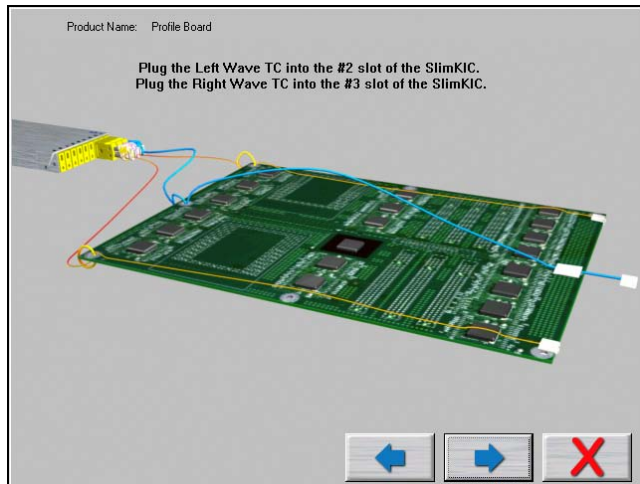 Product Name: Profile Board
Plug the Left Wave TC into the #2 slot of the SlimKIC.
Plug the Right Wave TC into the #3 slot of the SlimKIC.